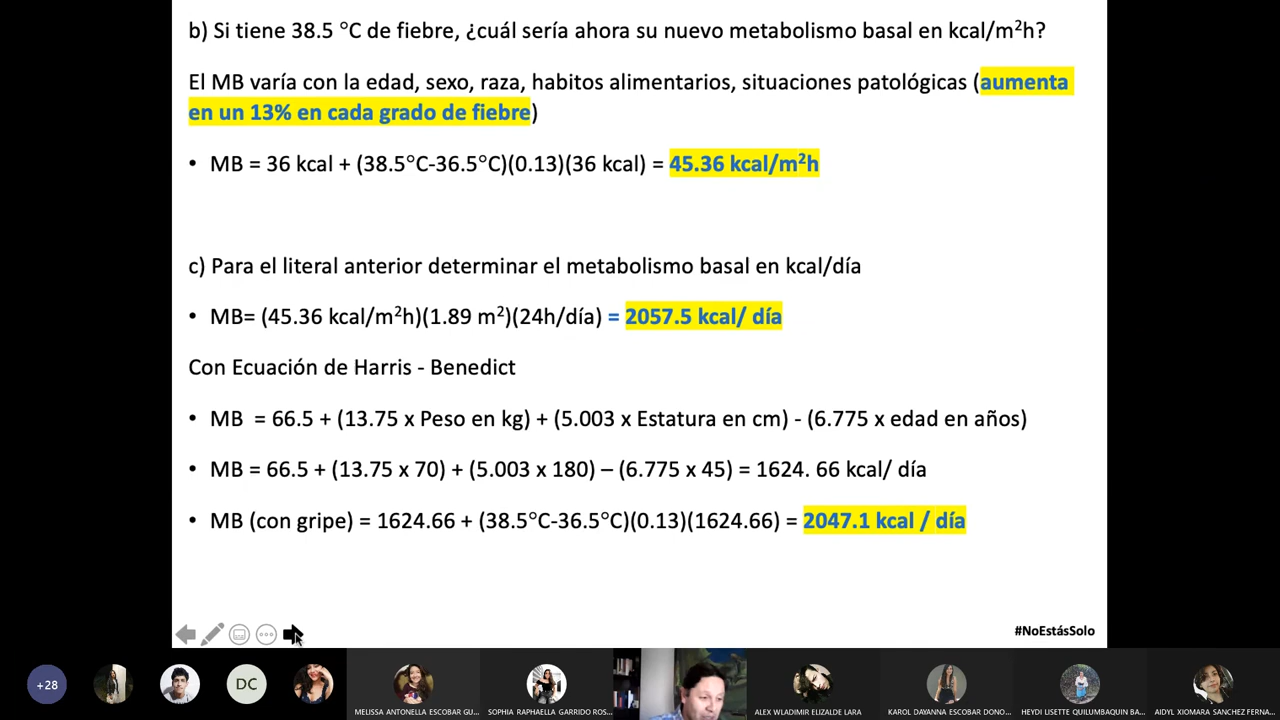 b) Si tiene 38.5 °C de fiebre, ¿cuál sería ahora su nuevo metabolismo basal en kcal/m²h?
El MB varía con la edad, sexo, raza, habitos alimentarios, situaciones patológicas (aumenta
en un 13% en cada grado de fiebre)
• MB = 36 kcal + (38.5°C-36.5°C)(0.13)(36 kcal) = 45.36 kcal/m²h
c) Para el literal anterior determinar el metabolismo basal en kcal/día
• MB= (45.36 kcal/m²h)(1.89 m²)(24h/día) = 2057.5 kcal/ día
Con Ecuación de Harris - Benedict
• MB = 66.5 + (13.75 x Peso en kg) + (5.003 x Estatura en cm) - (6.775 x edad en años)
• MB = 66.5 + (13.75 x 70) + (5.003 x 180) – (6.775 x 45) = 1624. 66 kcal/ día
• MB (con gripe) = 1624.66 + (38.5°C-36.5°C)(0.13)(1624.66) = 2047.1 kcal / día
#NoEstásSolo
+28
DC
MELISSA ANTONELLA ESCOBAR GU...
SOPHIA RAPHAELLA GARRIDO ROS...
ALEX WLADIMIR ELIZALDE LARA
KAROL DAYANNA ESCOBAR DONO...
HEYDI LISETTE QUILUMBAQUIN BA...
AIDYL XIOMARA SANCHEZ FERNA...